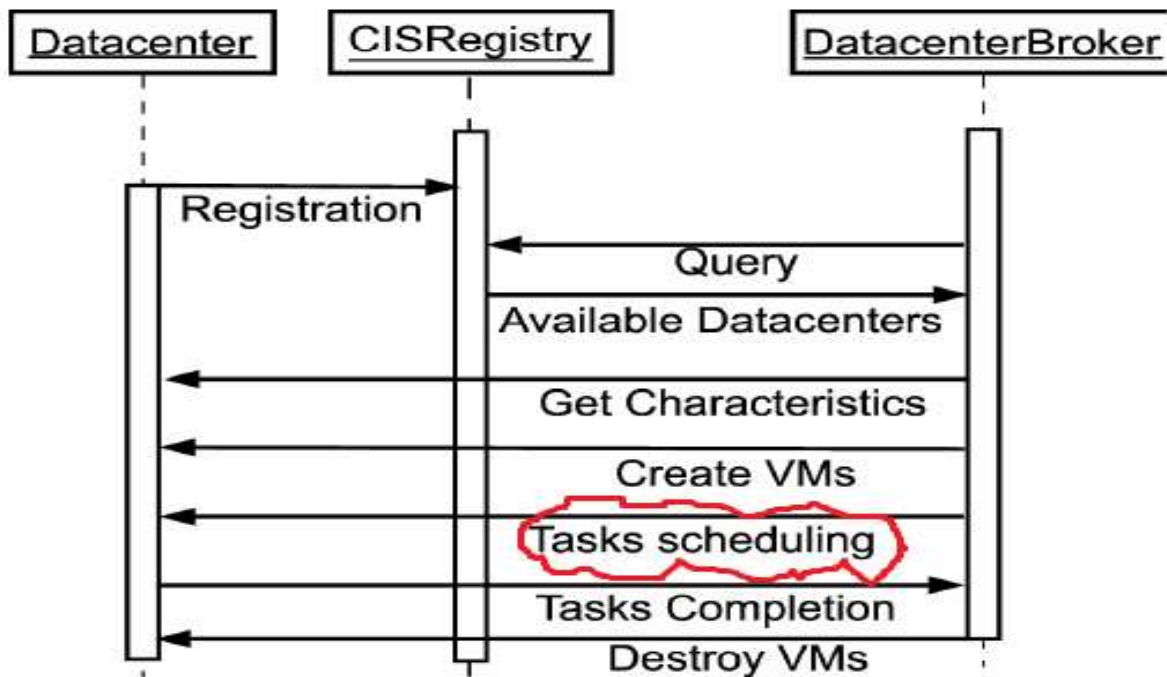 Datacenter
CISRegistry
DatacenterBroker
Registration
Query
Available Datacenters
Get Characteristics
Create VMs
Tasks scheduling
Tasks Completion
Destroy VMs